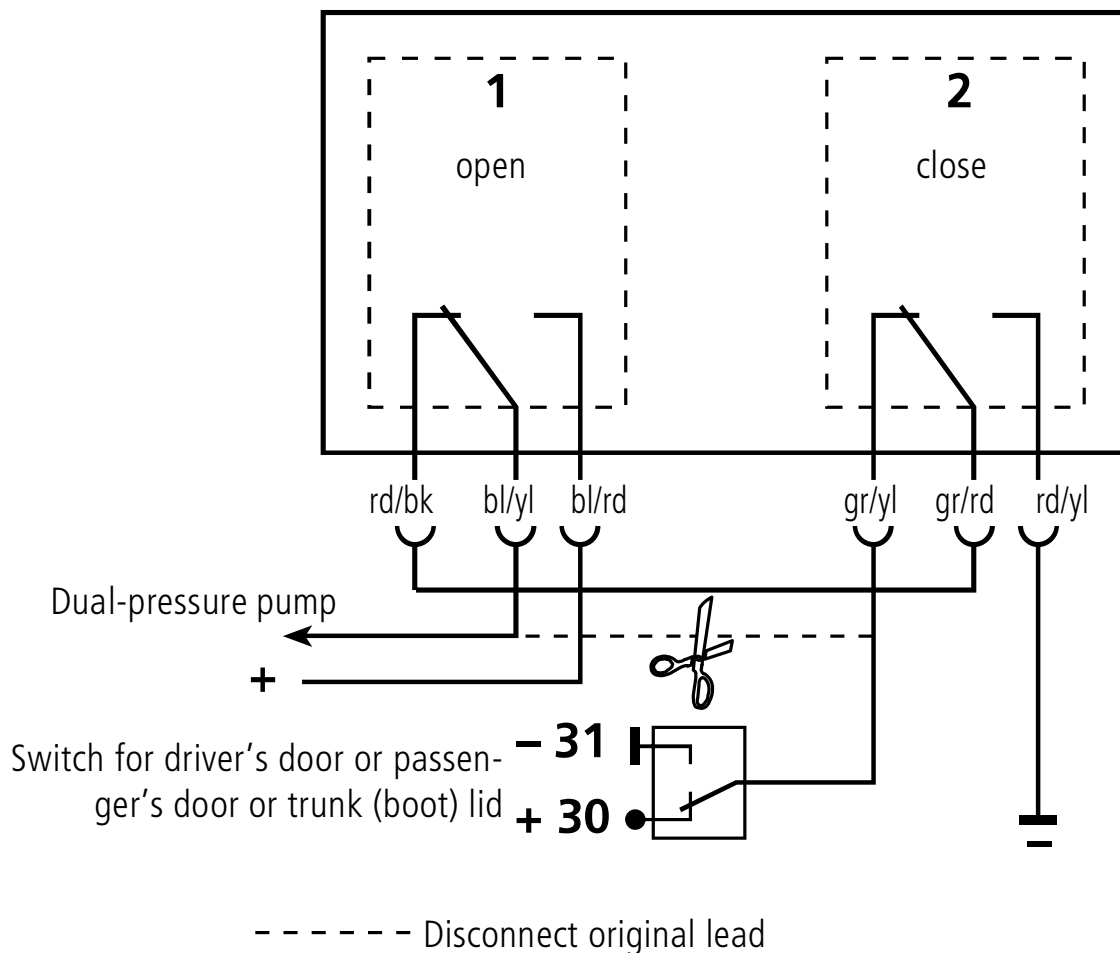 1 2
open close
rd/bk bl/yl bl/rd gr/yl gr/rd rd/yl
Dual-pressure pump
+
Switch for driver's door or passen-
ger's door or trunk (boot) lid
– 31
+ 30
Disconnect original lead